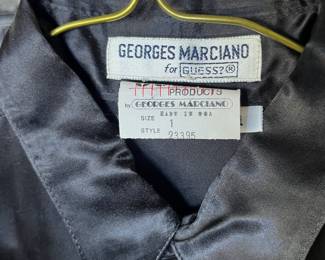 GEORGES MARCIANO
for GUESS?®
PRODUCTS
by GEORGES MARCIANO
MADE IN USA
SIZE
1
STYLE
23395